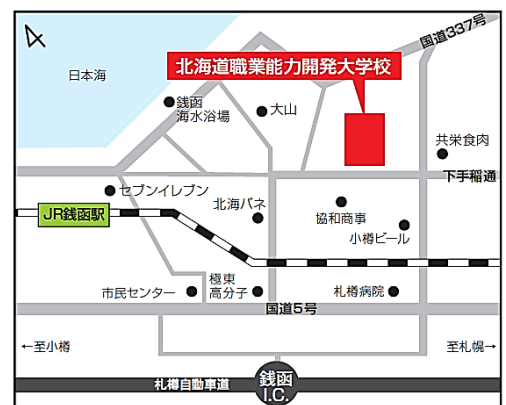 国道337号
北海道職業能力開発大学校
日本海
銭函
海水浴場
大山
共栄食肉
下手稲通
セブンイレブン
JR銭函駅
北海バネ
協和商事
小樽ビール
市民センター
極東
高分子
札樽病院
国道5号
←至小樽
至札幌→
札樽自動車道
銭函
I.C.